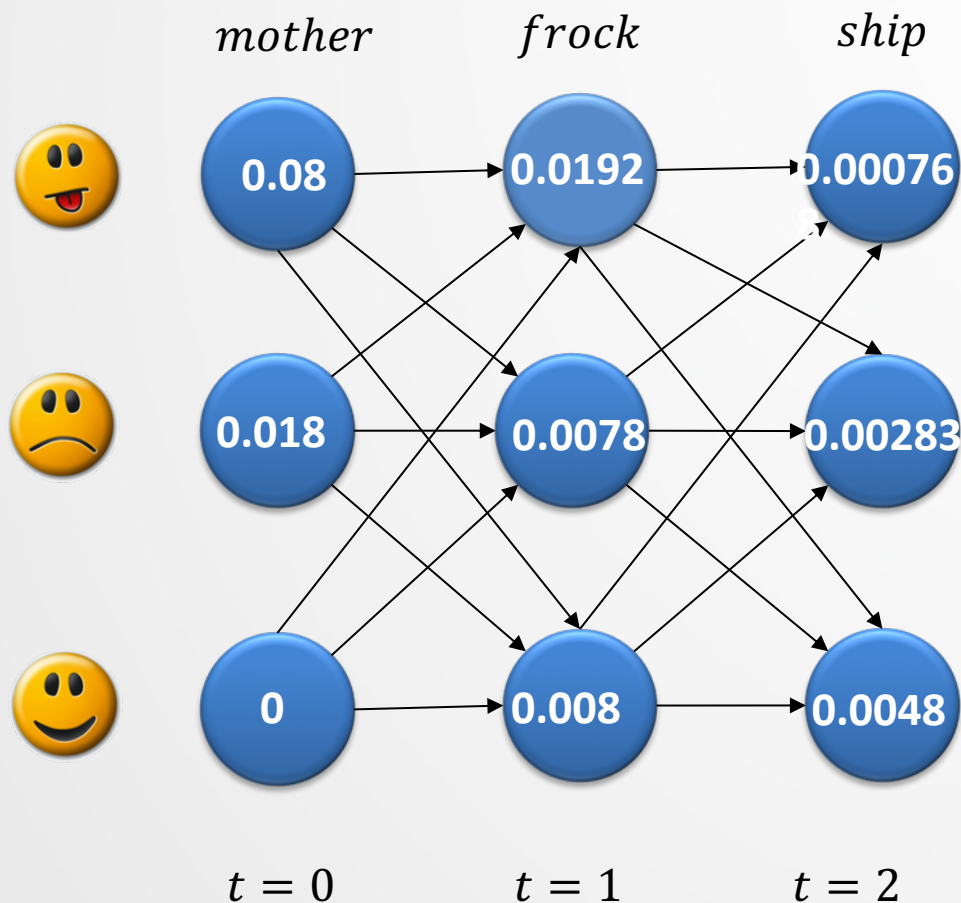 mother frock ship
0.08 0.0192 0.00076
8
0.018 0.0078 0.00283
0 0.008 0.0048
t = 0 t = 1 t = 2